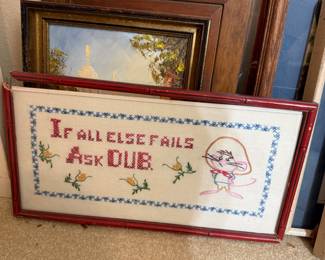 IF ALL ELSE FAILS
ASK DUB